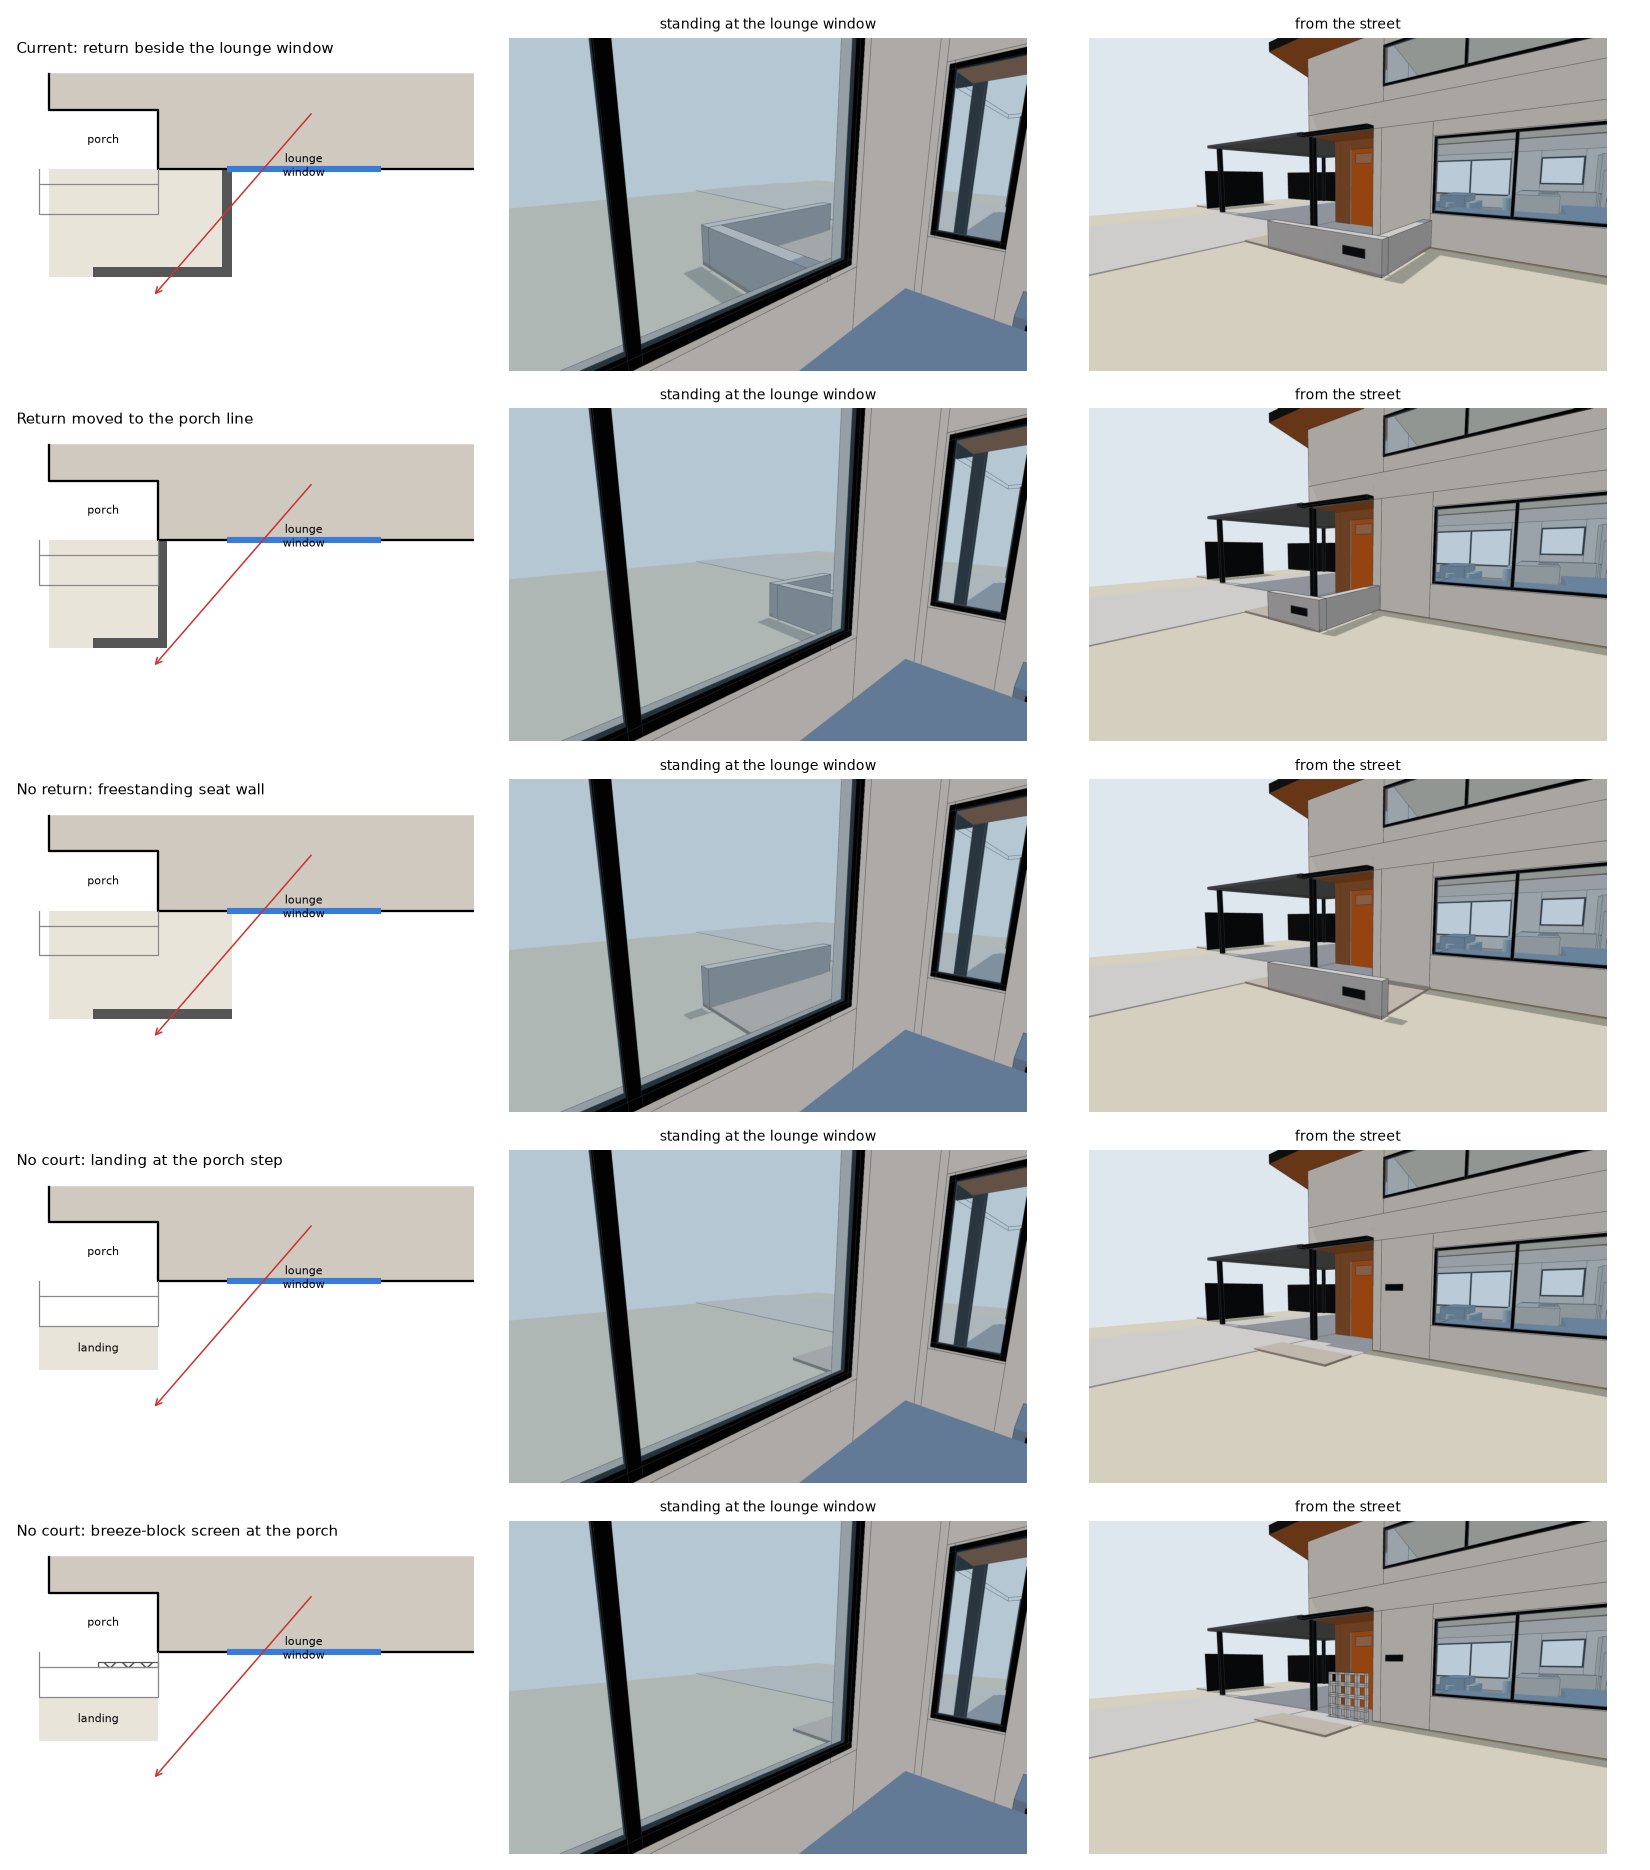 standing at the lounge window
from the street
Current: return beside the lounge window
porch
lounge
window
standing at the lounge window
from the street
Return moved to the porch line
porch
lounge
window
standing at the lounge window
from the street
No return: freestanding seat wall
porch
lounge
window
standing at the lounge window
from the street
No court: landing at the porch step
porch
lounge
window
landing
standing at the lounge window
from the street
No court: breeze-block screen at the porch
porch
lounge
window
landing